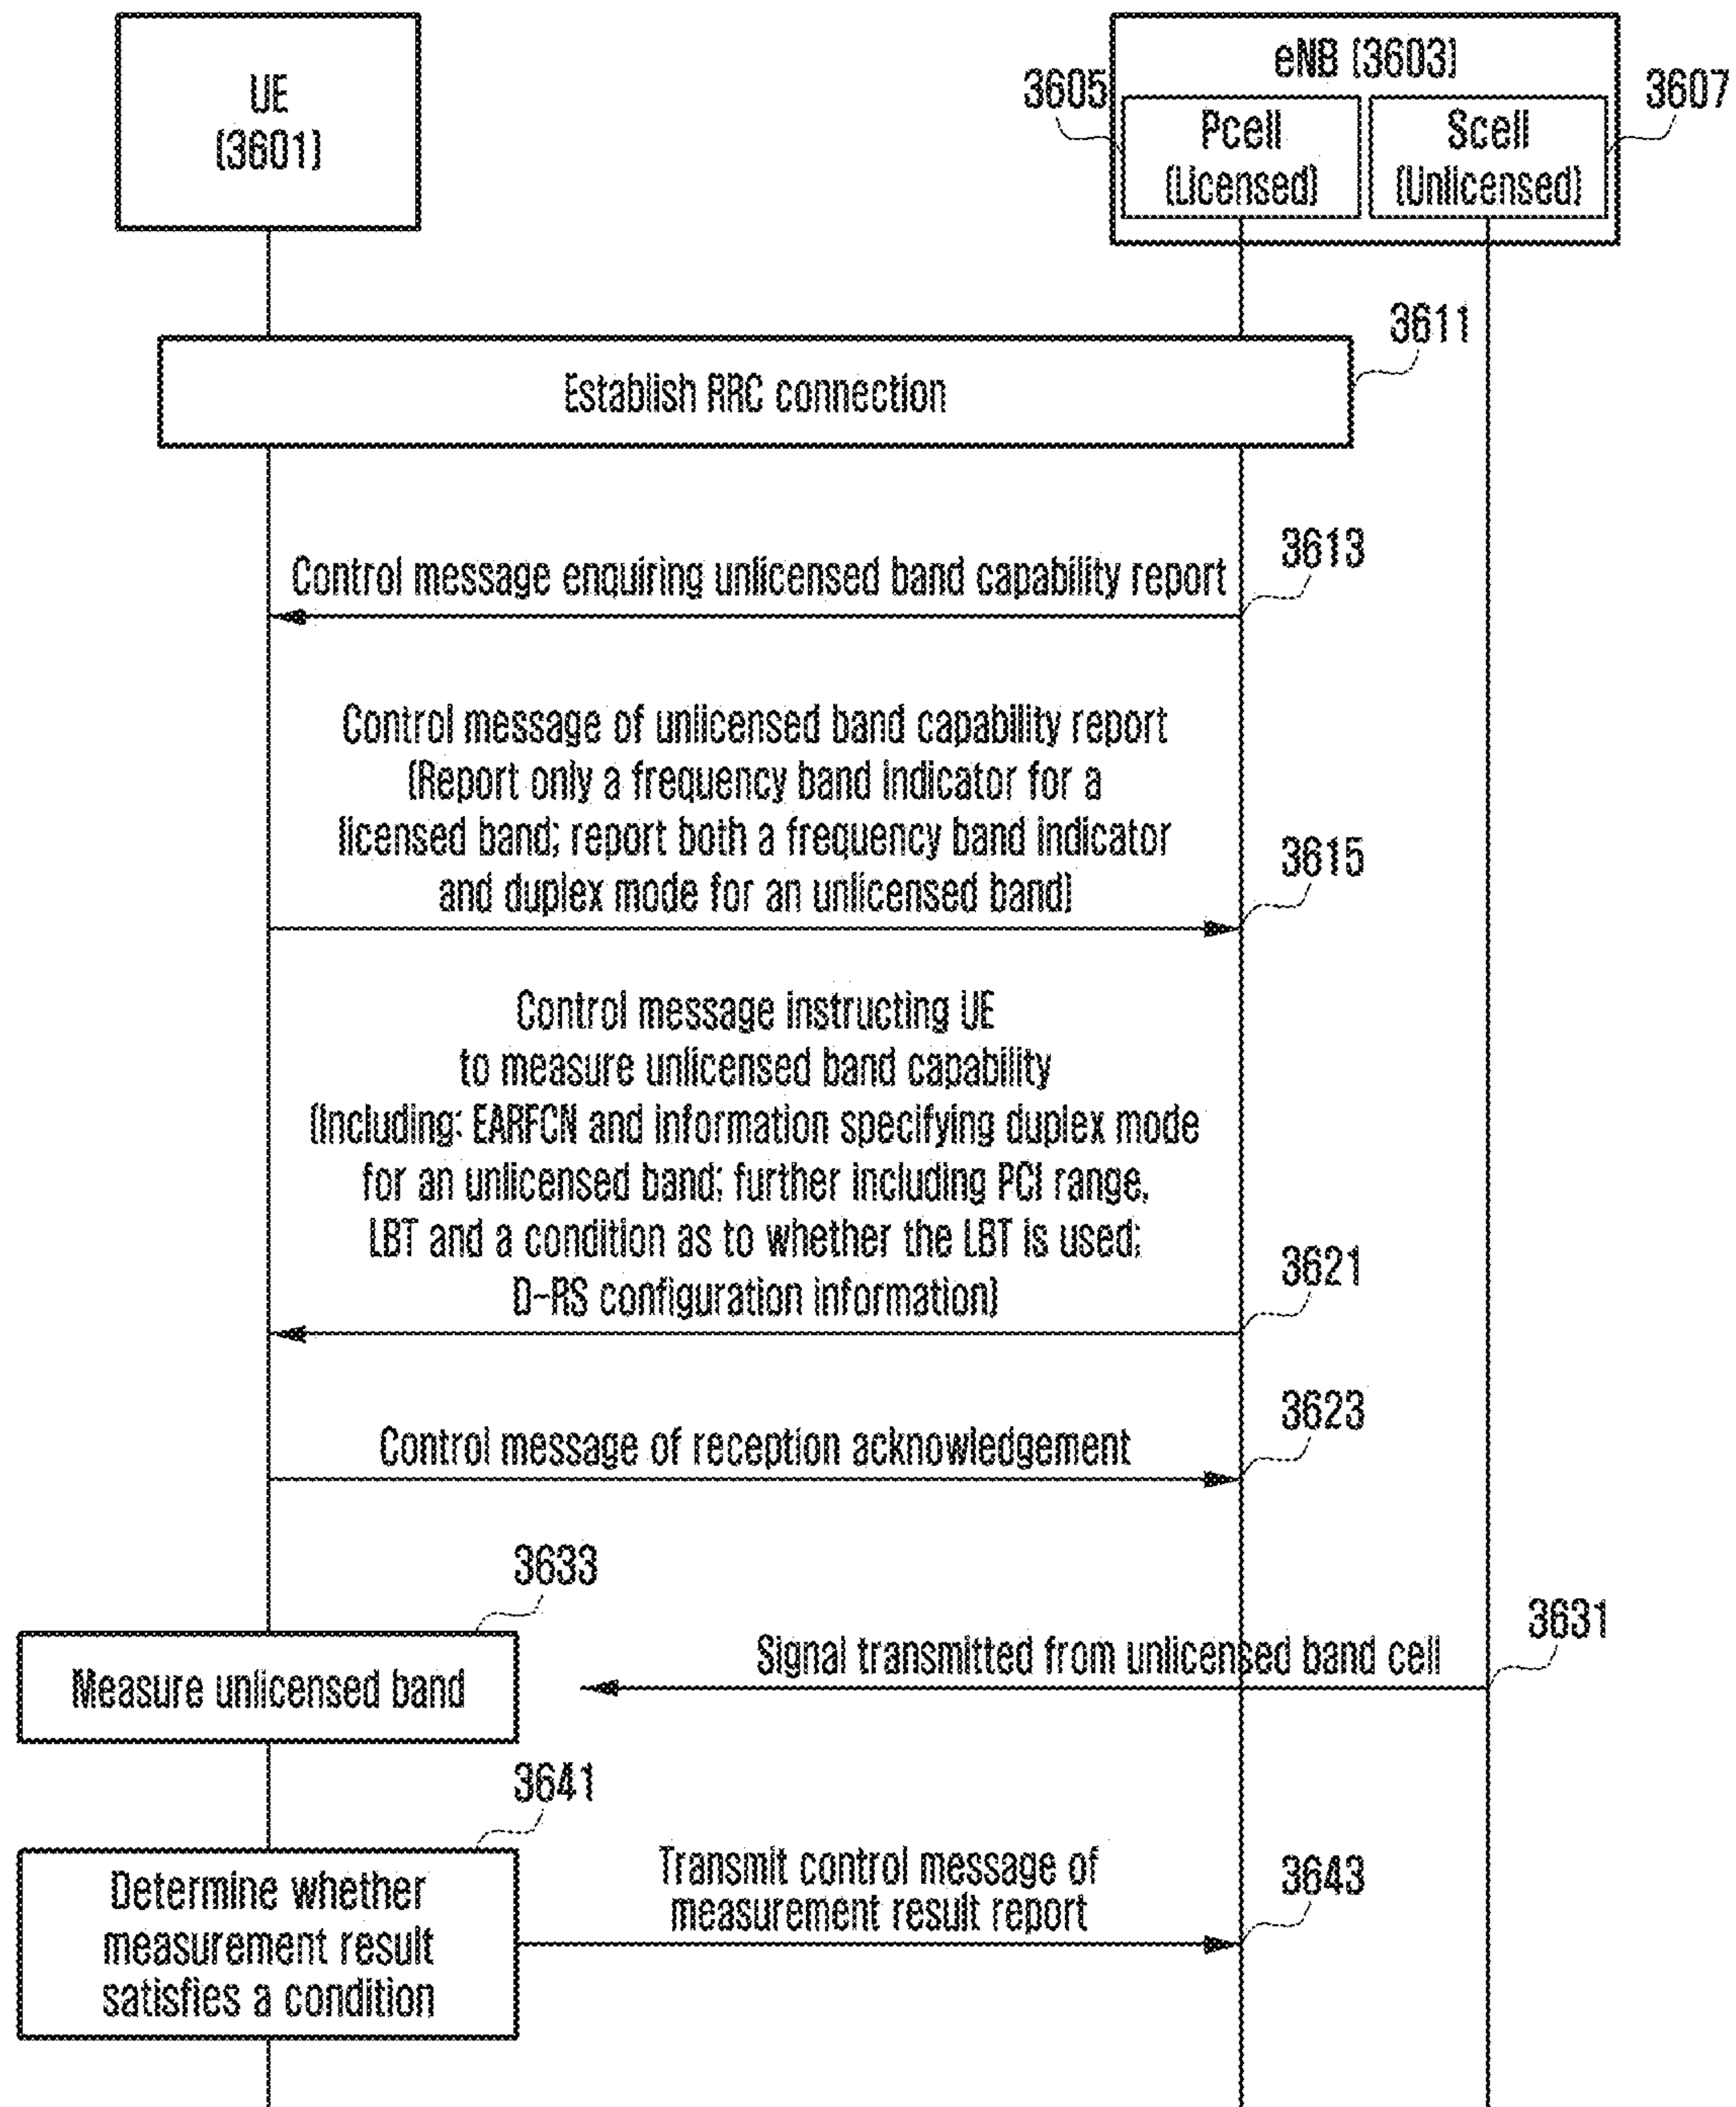 UE
(3601)
eNB (3603)
3605
3607
Pcell
(Licensed)
Scell
(Unlicensed)
3611
Establish RRC connection
3613
Control message enquiring unlicensed band capability report
Control message of unlicensed band capability report
(Report only a frequency band indicator for a
licensed band; report both a frequency band indicator
and duplex mode for an unlicensed band)
3615
Control message instructing UE
to measure unlicensed band capability
(Including: EARFCN and information specifying duplex mode
for an unlicensed band; further including PCI range,
LBT and a condition as to whether the LBT is used;
D-RS configuration information)
3621
3623
Control message of reception acknowledgement
3633
3631
Signal transmitted from unlicensed band cell
Measure unlicensed band
3641
Determine whether
measurement result
satisfies a condition
Transmit control message of
measurement result report
3643